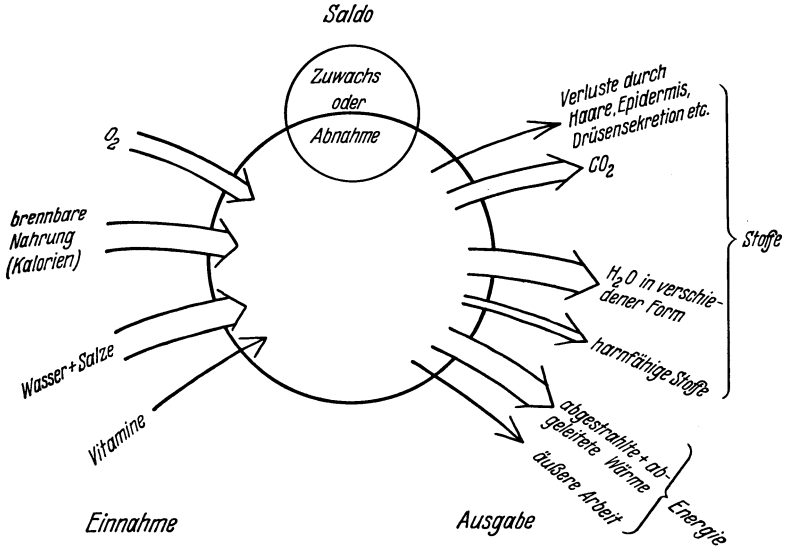 Saldo
Zuwachs
oder
Abnahme
O₂
brennbare
Nahrung
(Kalorien)
Wasser+Salze
Vitamine
Einnahme
Verluste durch
Haare, Epidermis,
Drüsensekretion etc.
CO₂
H₂O in verschie-
dener Form
harnfähige Stoffe
Stoffe
abgestrahlte + ab-
geleitete Wärme
äußere Arbeit
Energie
Ausgabe